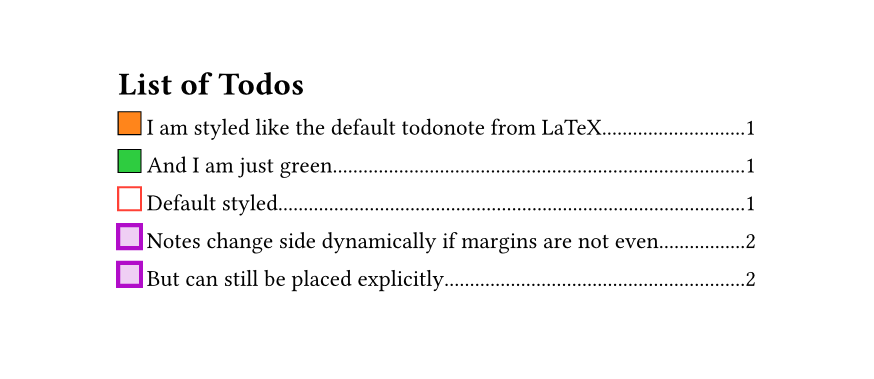 List of Todos
I am styled like the default todonote from LaTeX............................1
And I am just green.................................................................................1
Default styled............................................................................................1
Notes change side dynamically if margins are not even.................2
But can still be placed explicitly...........................................................2